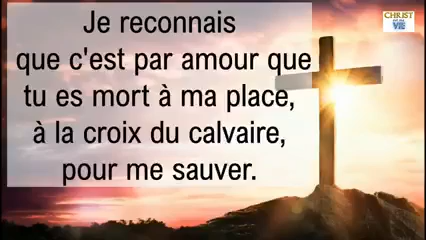 Je reconnais
que c'est par amour que
tu es mort à ma place,
à la croix du calvaire,
pour me sauver.
CHRIST
VIE